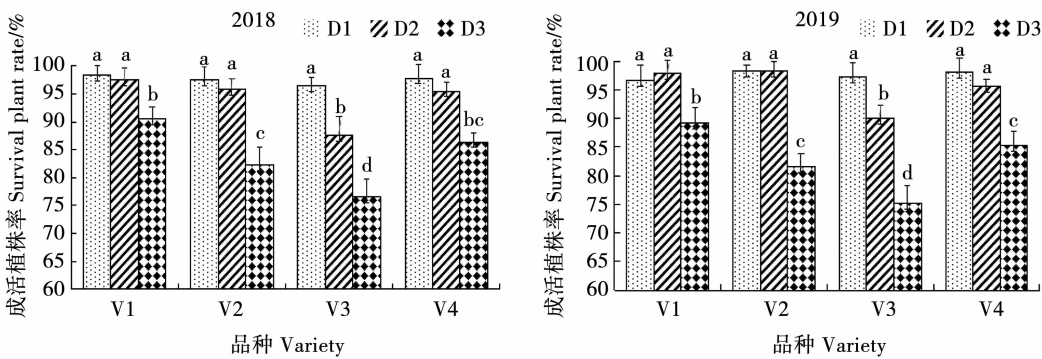 2018
D1 D2 D3
成活植株率 Survival plant rate/%
100
95
90
85
80
75
70
65
60
a a b
a a c
a b d
a a bc
V1 V2 V3 V4
品种 Variety
2019
D1 D2 D3
成活植株率 Survival plant rate/%
100
95
90
85
80
75
70
65
60
a a b
a a c
a b d
a a c
V1 V2 V3 V4
品种 Variety